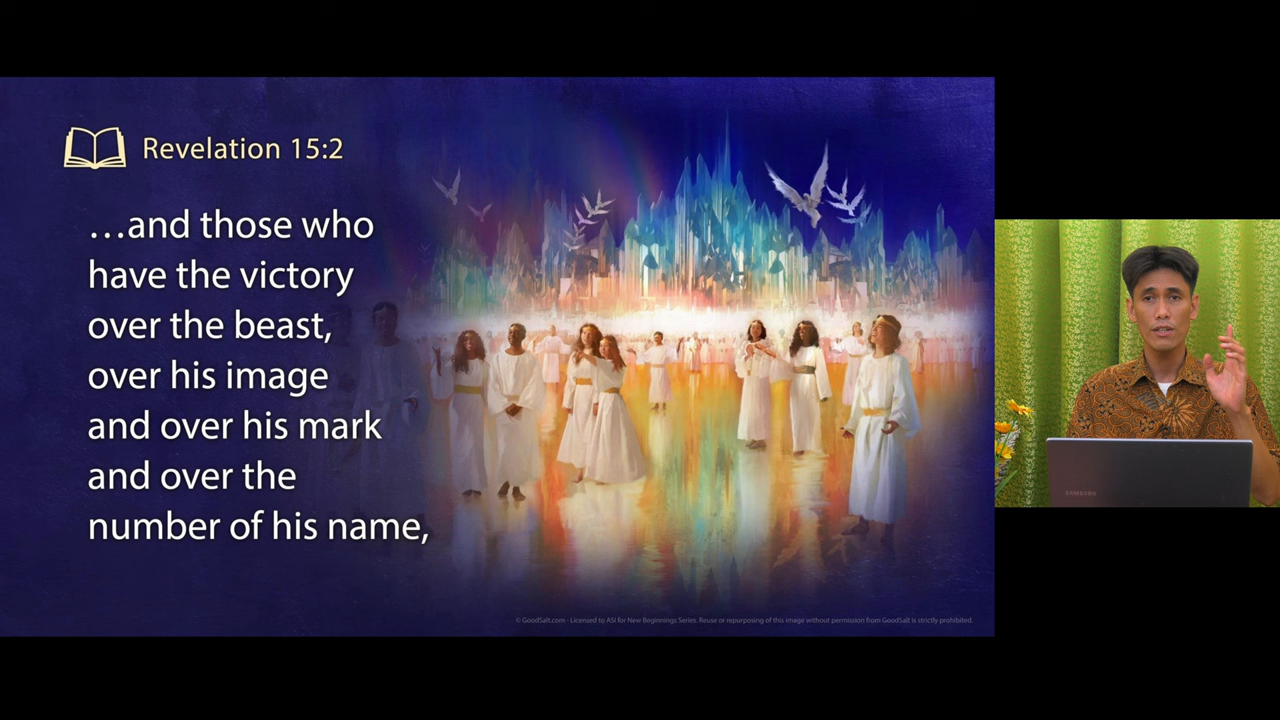 Revelation 15:2
…and those who
have the victory
over the beast,
over his image
and over his mark
and over the
number of his name,
© GoodSalt.com - Licensed to ASI for New Beginnings Series. Reuse or repurposing of this image without permission from GoodSalt is strictly prohibited.
SAMSUNG